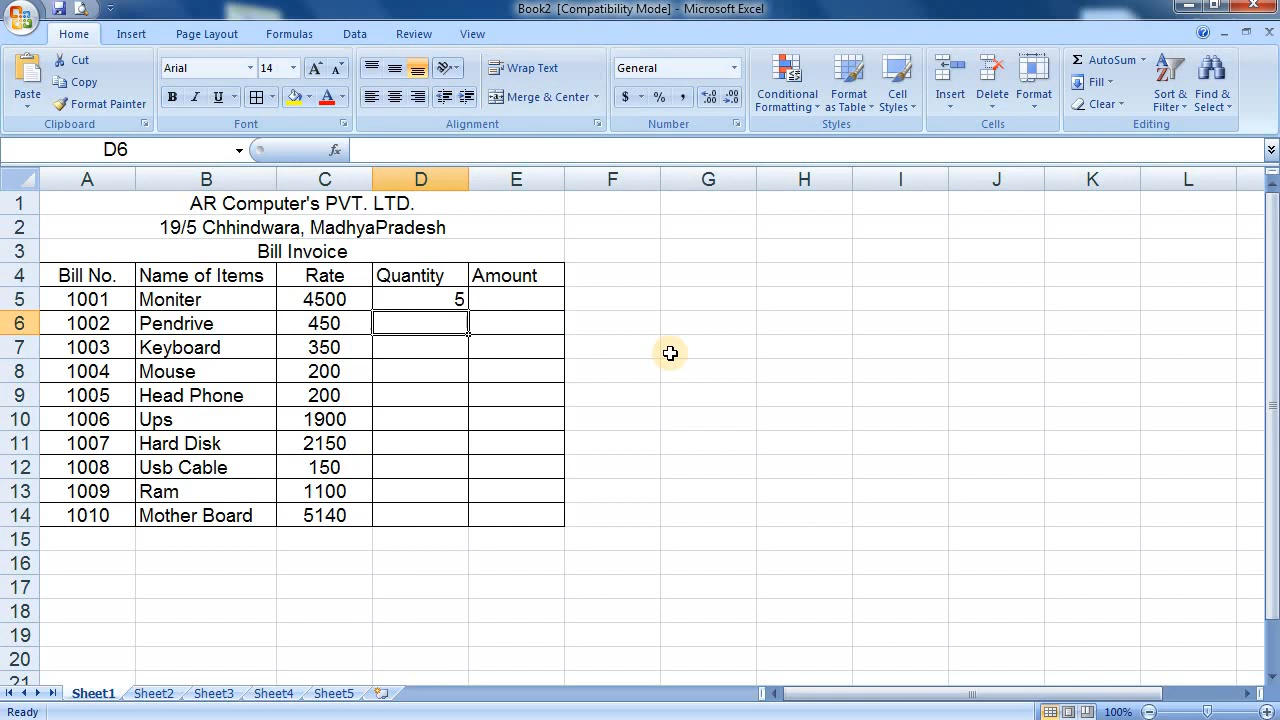 Book2 [Compatibility Mode] - Microsoft Excel
Home Insert Page Layout Formulas Data Review View
Paste Cut Copy Format Painter Clipboard
Arial 14 B I U Font
Wrap Text Merge & Center Alignment
General $ % , .0 .00 .00 .0 Number
Conditional Formatting Format as Table Cell Styles Styles
Insert Delete Format Cells
Σ AutoSum Fill Clear Sort & Filter Find & Select Editing
D6 fx
A B C D E F G H I J K L
1 AR Computer's PVT. LTD.
2 19/5 Chhindwara, MadhyaPradesh
3 Bill Invoice
4 Bill No. Name of Items Rate Quantity Amount
5 1001 Moniter 4500 5
6 1002 Pendrive 450
7 1003 Keyboard 350
8 1004 Mouse 200
9 1005 Head Phone 200
10 1006 Ups 1900
11 1007 Hard Disk 2150
12 1008 Usb Cable 150
13 1009 Ram 1100
14 1010 Mother Board 5140
15
16
17
18
19
20
21
Sheet1 Sheet2 Sheet3 Sheet4 Sheet5
Ready 100%